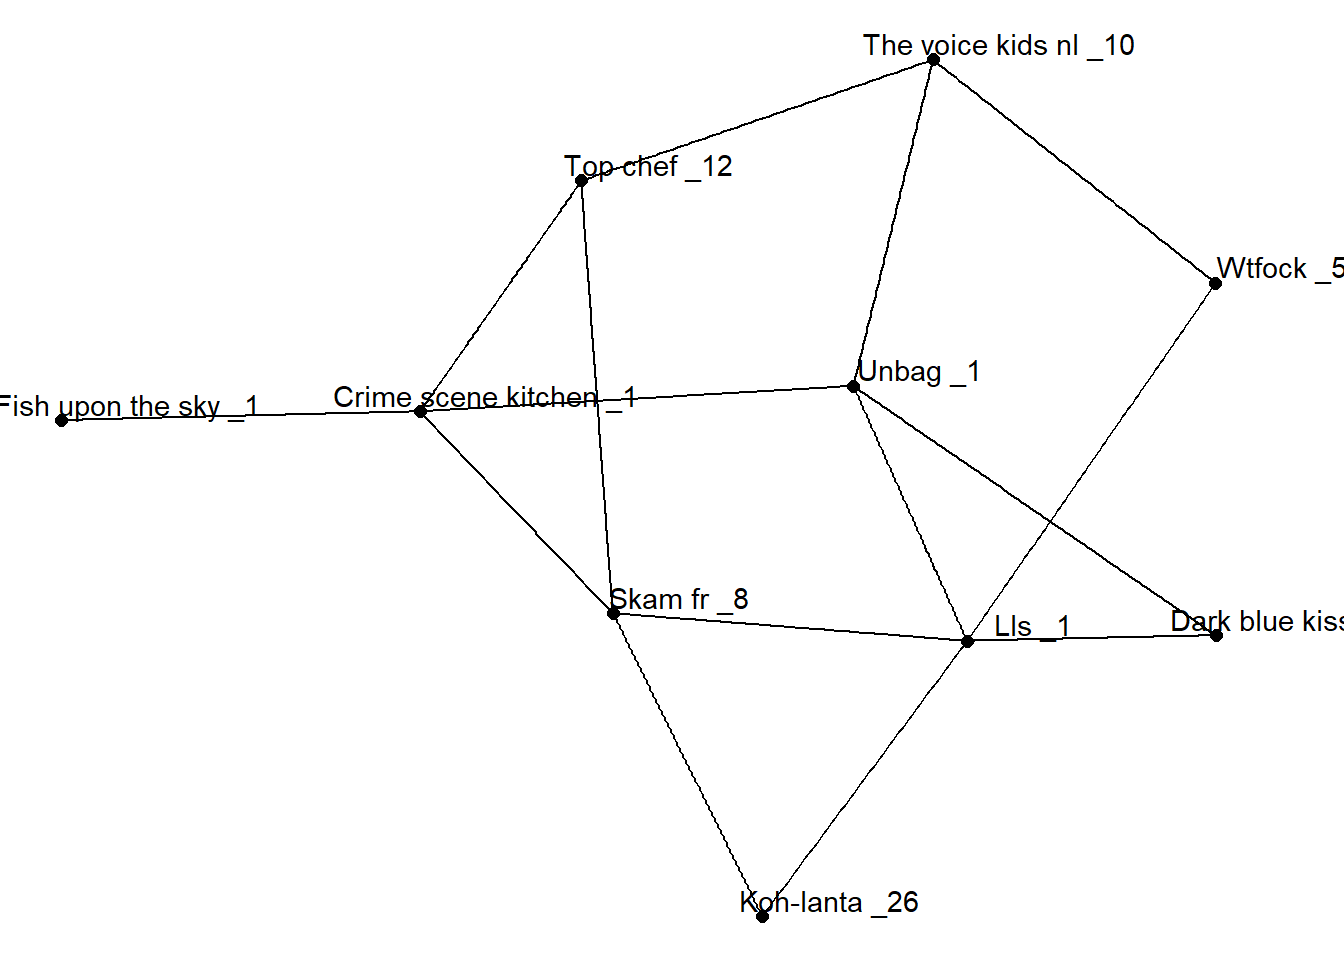 The voice kids nl _10
Top chef _12
Wtfock _5
Unbag _1
Crime scene kitchen _1
Fish upon the sky _1
Skam fr _8
Lls _1
Dark blue kiss
Koh-lanta _26